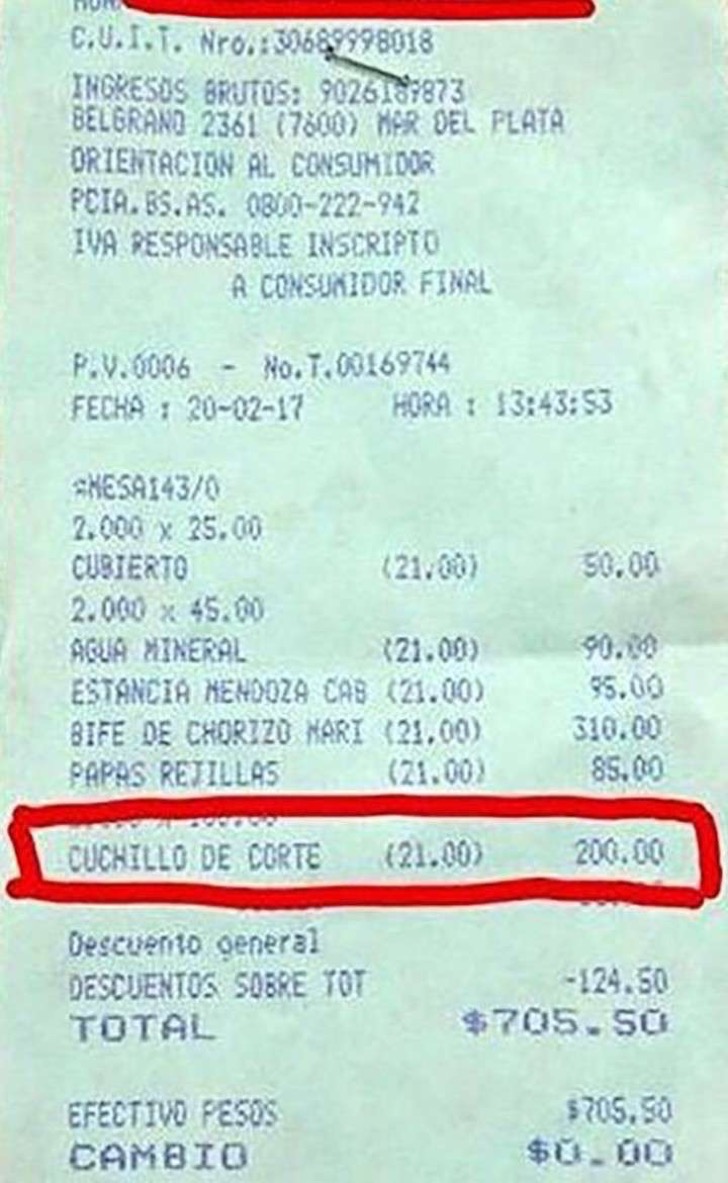 C.U.I.T. Nro.:30689998018
INGRESOS BRUTOS: 9026189873
BELGRANO 2361 (7600) MAR DEL PLATA
ORIENTACION AL CONSUMIDOR
PCIA.BS.AS. 0800-222-942
IVA RESPONSABLE INSCRIPTO
A CONSUMIDOR FINAL
P.V.0006 - No.T.00169744
FECHA : 20-02-17 HORA : 13:43:53
*MESA143/0
2.000 x 25.00
CUBIERTO (21.00) 50.00
2.000 x 45.00
AGUA MINERAL (21.00) 90.00
ESTANCIA MENDOZA CAB (21.00) 95.00
BIFE DE CHORIZO MARI (21.00) 310.00
PAPAS REJILLAS (21.00) 85.00
CUCHILLO DE CORTE (21.00) 200.00
Descuento general
DESCUENTOS SOBRE TOT -124.50
TOTAL $705.50
EFECTIVO PESOS $705.50
CAMBIO $0.00